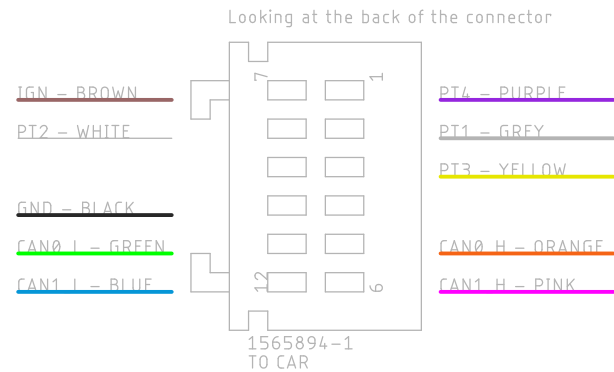 Looking at the back of the connector
7 1
IGN – BROWN PT4 – PURPLE
PT2 – WHITE PT1 – GREY
PT3 – YELLOW
GND – BLACK
CAN0 L – GREEN CAN0 H – ORANGE
CAN1 L – BLUE 12 6 CAN1 H – PINK
1565894-1
TO CAR